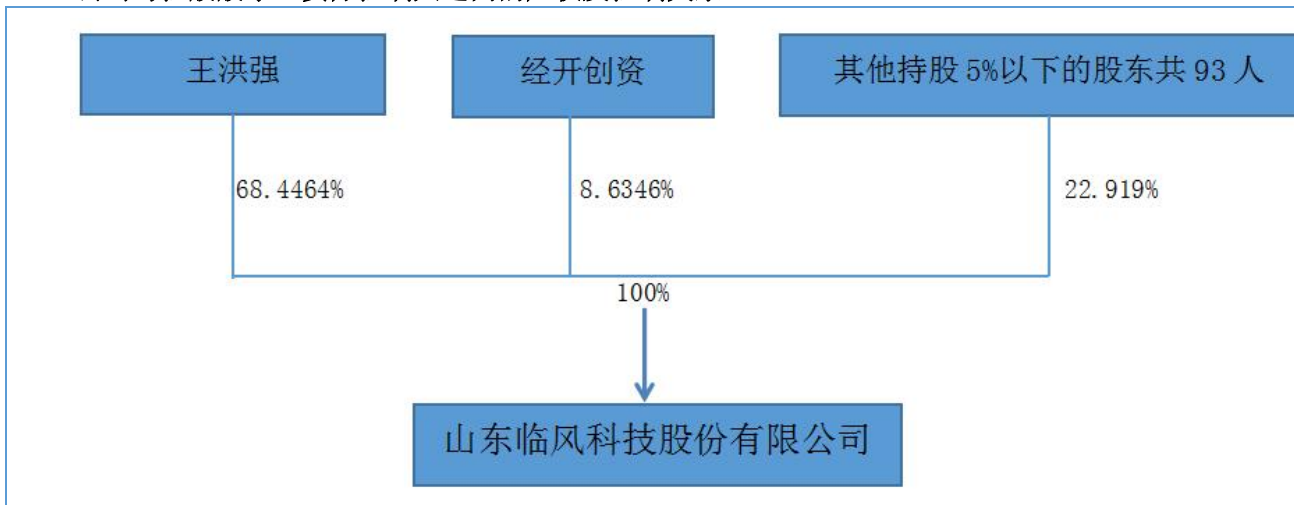 王洪强
经开创资
其他持股 5%以下的股东共 93 人
68.4464%
8.6346%
22.919%
100%
山东临风科技股份有限公司